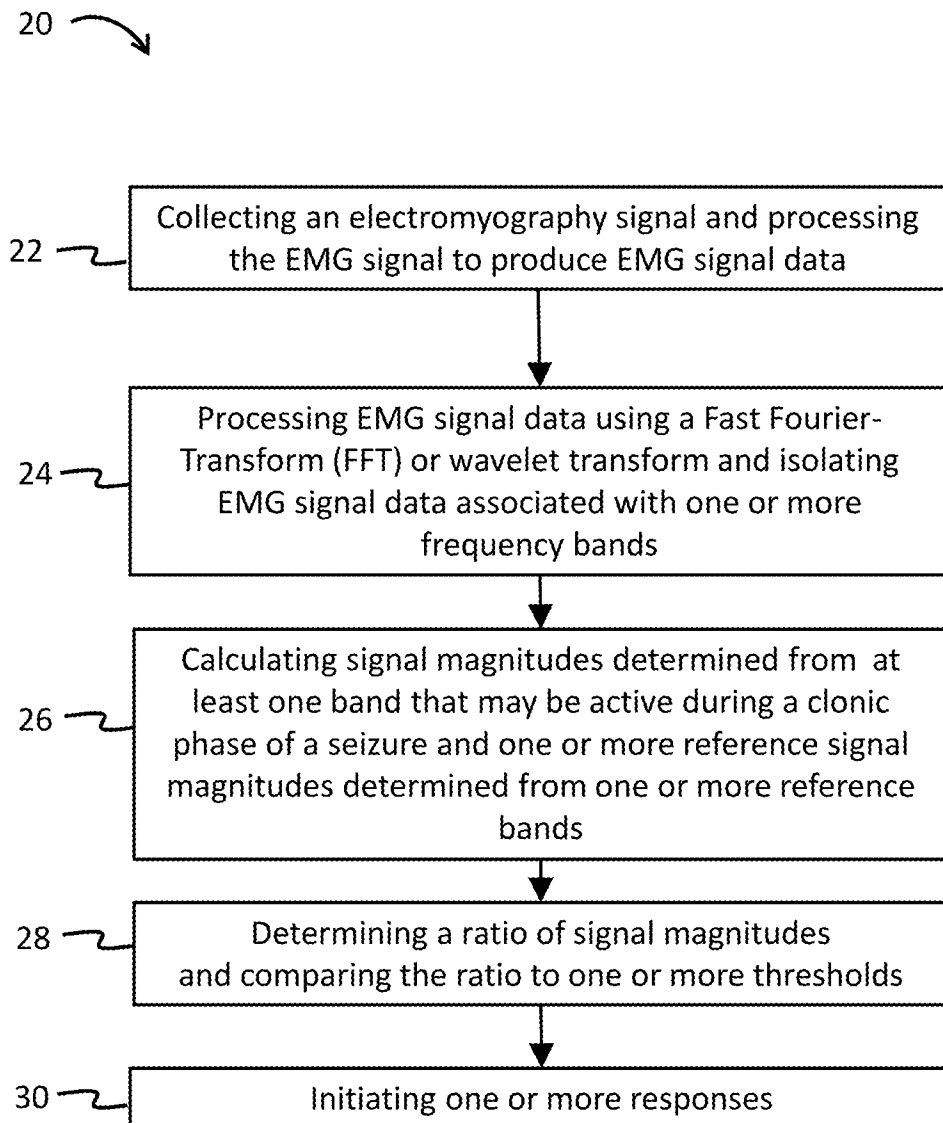 20
22
Collecting an electromyography signal and processing
the EMG signal to produce EMG signal data
24
Processing EMG signal data using a Fast Fourier-
Transform (FFT) or wavelet transform and isolating
EMG signal data associated with one or more
frequency bands
26
Calculating signal magnitudes determined from at
least one band that may be active during a clonic
phase of a seizure and one or more reference signal
magnitudes determined from one or more reference
bands
28
Determining a ratio of signal magnitudes
and comparing the ratio to one or more thresholds
30
Initiating one or more responses